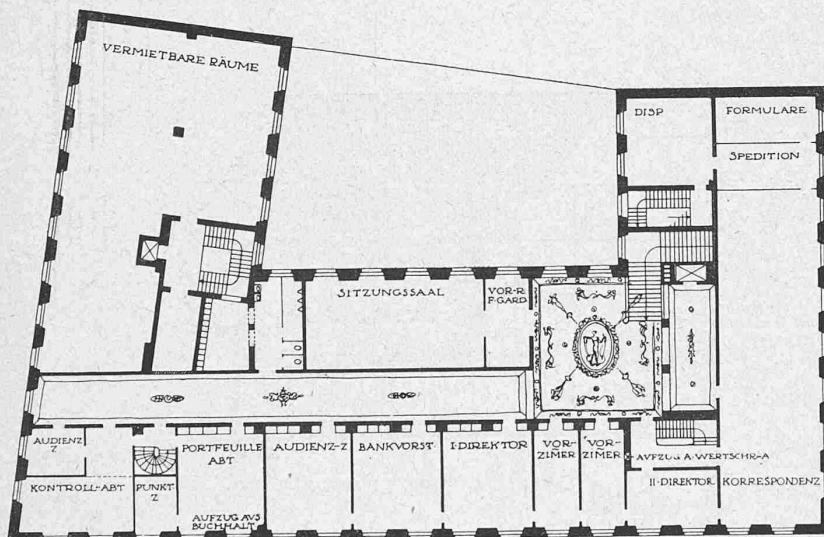 VERMIETBARE RÄUME
DISP
FORMULARE
SPEDITION
SITZUNGSSAAL
VOR-R
F-GARD
AUDIENZ
Z
PORTFEUILLE
ABT
AUDIENZ-Z
BANKVORST
I·DIREKTOR
VOR-
ZIMER
VOR-
ZIMER
AUFZUG A·WERTSCHR-A
KONTROLL-ABT
PUNKT
Z
AUFZUG AUS
BUCHHALT
II·DIREKTOR
KORRESPONDENZ